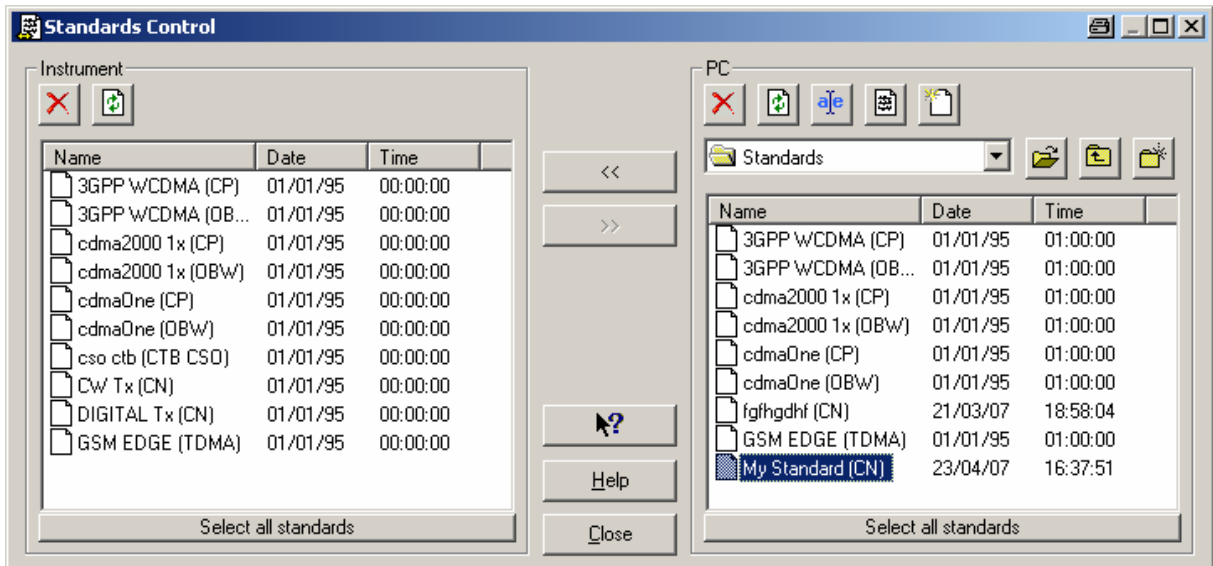 Standards Control
Instrument
Name Date Time
3GPP WCDMA (CP) 01/01/95 00:00:00
3GPP WCDMA (OB... 01/01/95 00:00:00
cdma2000 1x (CP) 01/01/95 00:00:00
cdma2000 1x (OBW) 01/01/95 00:00:00
cdmaOne (CP) 01/01/95 00:00:00
cdmaOne (OBW) 01/01/95 00:00:00
cso ctb (CTB CSO) 01/01/95 00:00:00
CW Tx (CN) 01/01/95 00:00:00
DIGITAL Tx (CN) 01/01/95 00:00:00
GSM EDGE (TDMA) 01/01/95 00:00:00
Select all standards
<<
>>
?
Help
Close
PC
a e
Standards
Name Date Time
3GPP WCDMA (CP) 01/01/95 01:00:00
3GPP WCDMA (OB... 01/01/95 01:00:00
cdma2000 1x (CP) 01/01/95 01:00:00
cdma2000 1x (OBW) 01/01/95 01:00:00
cdmaOne (CP) 01/01/95 01:00:00
cdmaOne (OBW) 01/01/95 01:00:00
fgfhgdhf (CN) 21/03/07 18:58:04
GSM EDGE (TDMA) 01/01/95 01:00:00
My Standard (CN) 23/04/07 16:37:51
Select all standards